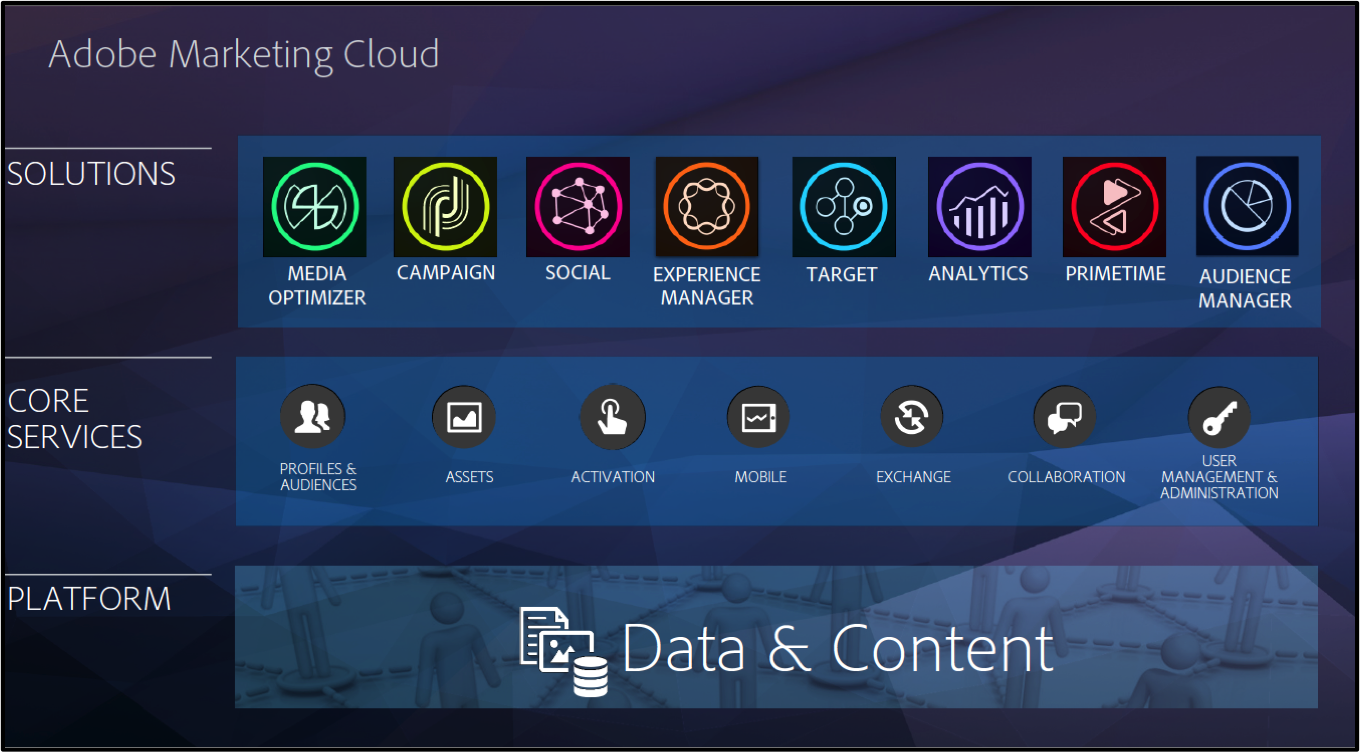 Adobe Marketing Cloud
SOLUTIONS
MEDIA
OPTIMIZER
CAMPAIGN
SOCIAL
EXPERIENCE
MANAGER
TARGET
ANALYTICS
PRIMETIME
AUDIENCE
MANAGER
CORE
SERVICES
PROFILES &
AUDIENCES
ASSETS
ACTIVATION
MOBILE
EXCHANGE
COLLABORATION
USER
MANAGEMENT &
ADMINISTRATION
PLATFORM
Data & Content